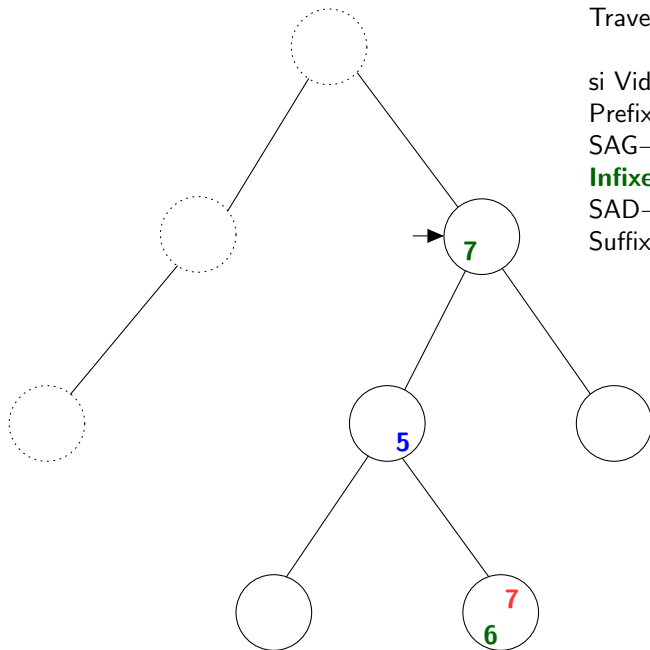 Trave
si Vid
Prefix
SAG–
Infixe
SAD–
Suffix
7
5
7
6